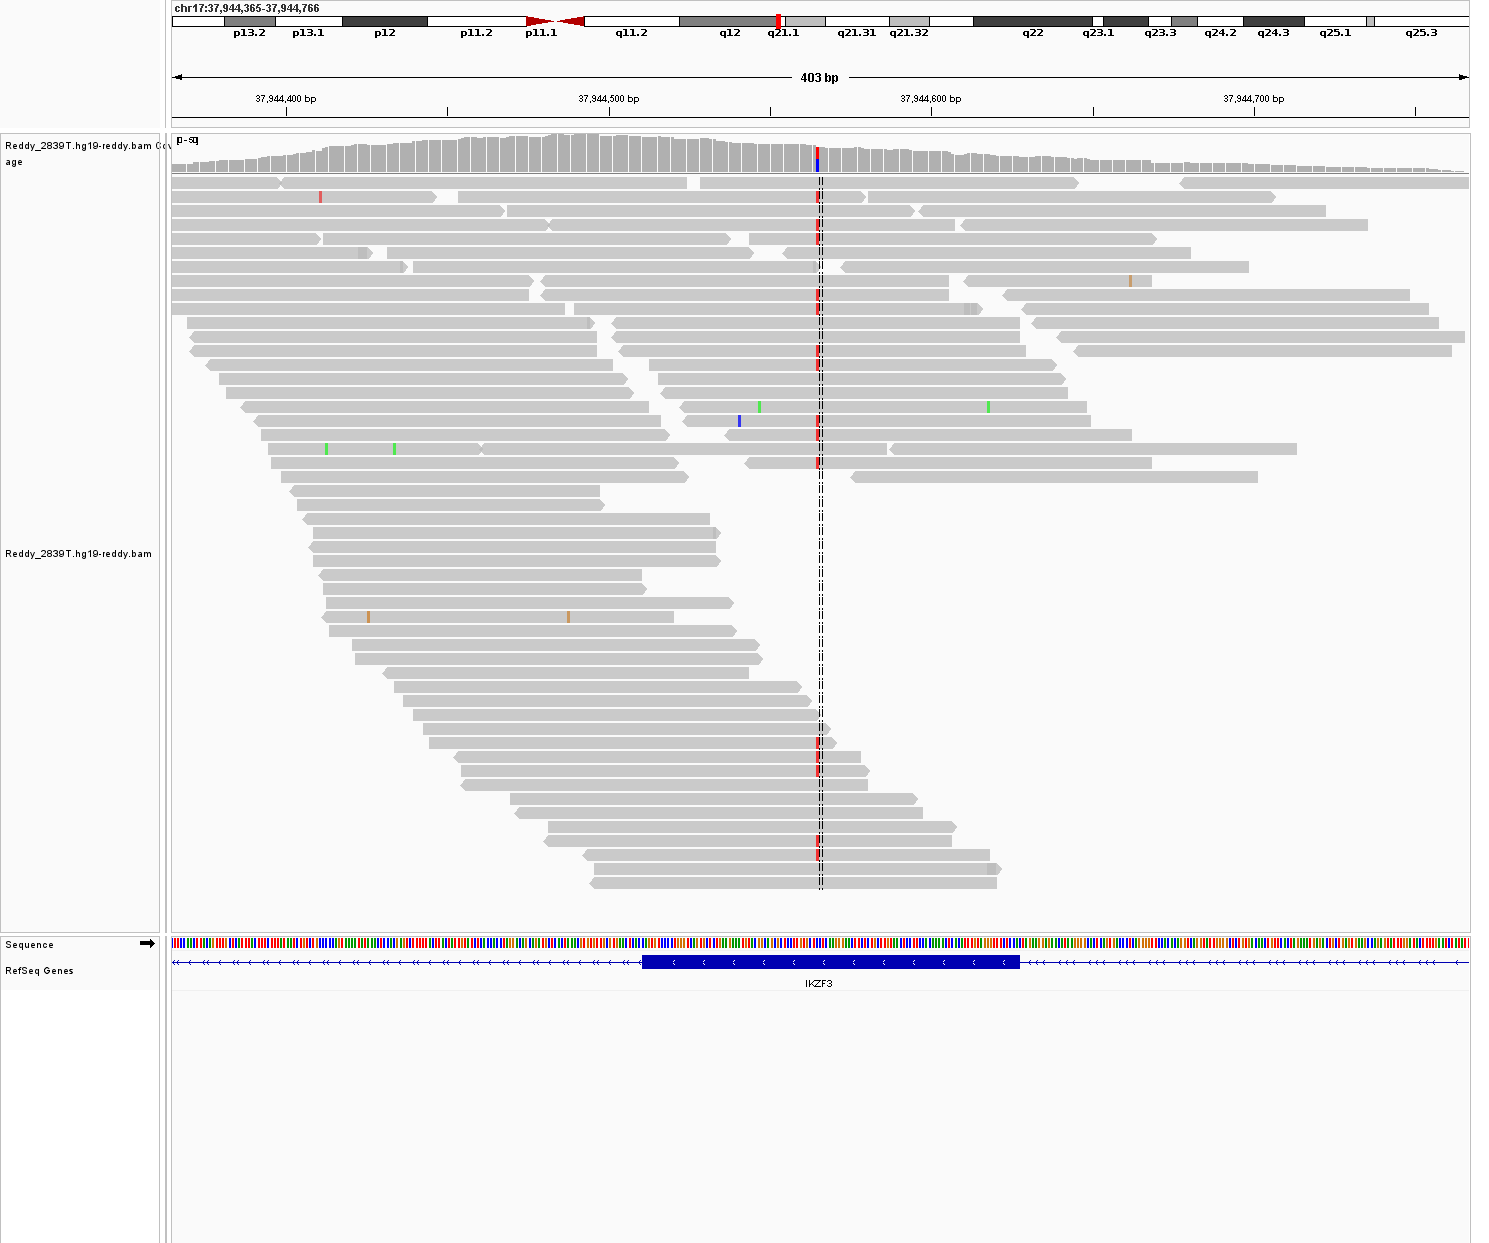 chr17:37,944,365-37,944,766
p13.2 p13.1 p12 p11.2 p11.1 q11.2 q12 q21.1 q21.31 q21.32 q22 q23.1 q23.3 q24.2 q24.3 q25.1 q25.3
403 bp
37,944,400 bp 37,944,500 bp 37,944,600 bp 37,944,700 bp
Reddy_2839T.hg19-reddy.bam Cov
age
Reddy_2839T.hg19-reddy.bam
Sequence
RefSeq Genes
IKZF3